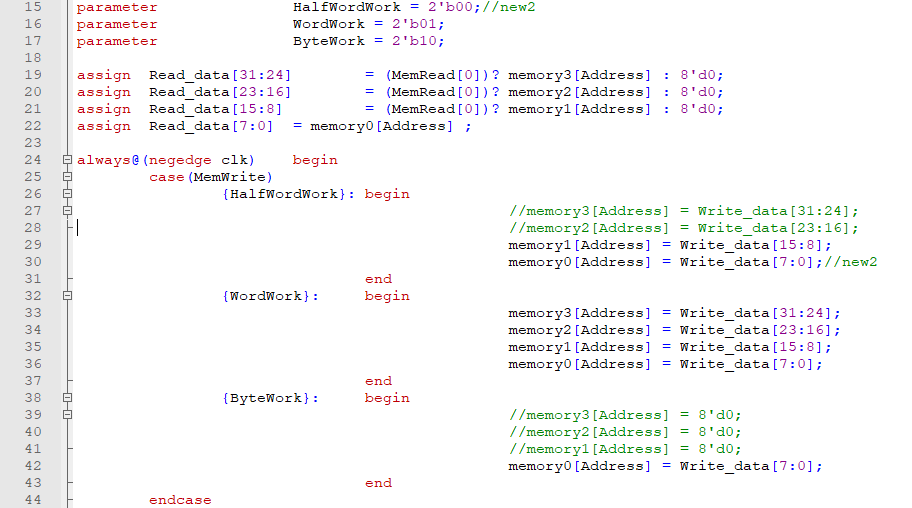 15 parameter HalfWordWork = 2'b00;//new2
16 parameter WordWork = 2'b01;
17 parameter ByteWork = 2'b10;
18
19 assign Read_data[31:24] = (MemRead[0])? memory3[Address] : 8'd0;
20 assign Read_data[23:16] = (MemRead[0])? memory2[Address] : 8'd0;
21 assign Read_data[15:8] = (MemRead[0])? memory1[Address] : 8'd0;
22 assign Read_data[7:0] = memory0[Address] ;
23
24 always@(negedge clk) begin
25 case(MemWrite)
26 {HalfWordWork}: begin
27 //memory3[Address] = Write_data[31:24];
28 //memory2[Address] = Write_data[23:16];
29 memory1[Address] = Write_data[15:8];
30 memory0[Address] = Write_data[7:0];//new2
31 end
32 {WordWork}: begin
33 memory3[Address] = Write_data[31:24];
34 memory2[Address] = Write_data[23:16];
35 memory1[Address] = Write_data[15:8];
36 memory0[Address] = Write_data[7:0];
37 end
38 {ByteWork}: begin
39 //memory3[Address] = 8'd0;
40 //memory2[Address] = 8'd0;
41 //memory1[Address] = 8'd0;
42 memory0[Address] = Write_data[7:0];
43 end
44 endcase